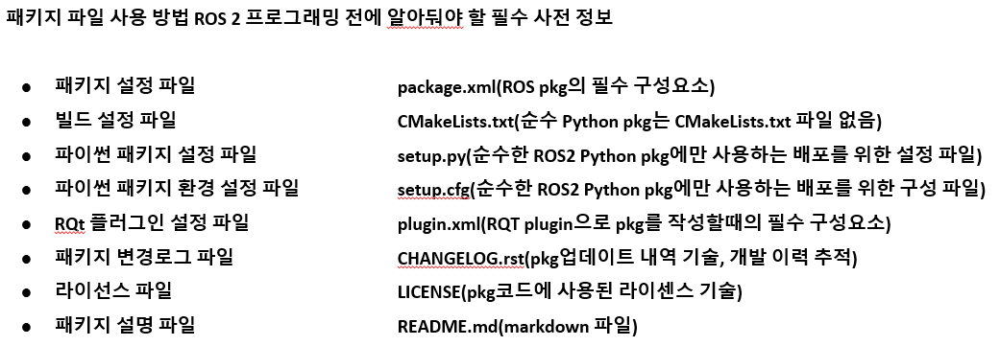 패키지 파일 사용 방법 ROS 2 프로그래밍 전에 알아둬야 할 필수 사전 정보
● 패키지 설정 파일 package.xml(ROS pkg의 필수 구성요소)
● 빌드 설정 파일 CMakeLists.txt(순수 Python pkg는 CMakeLists.txt 파일 없음)
● 파이썬 패키지 설정 파일 setup.py(순수한 ROS2 Python pkg에만 사용하는 배포를 위한 설정 파일)
● 파이썬 패키지 환경 설정 파일 setup.cfg(순수한 ROS2 Python pkg에만 사용하는 배포를 위한 구성 파일)
● RQt 플러그인 설정 파일 plugin.xml(RQT plugin으로 pkg를 작성할때의 필수 구성요소)
● 패키지 변경로그 파일 CHANGELOG.rst(pkg업데이트 내역 기술, 개발 이력 추적)
● 라이선스 파일 LICENSE(pkg코드에 사용된 라이센스 기술)
● 패키지 설명 파일 README.md(markdown 파일)